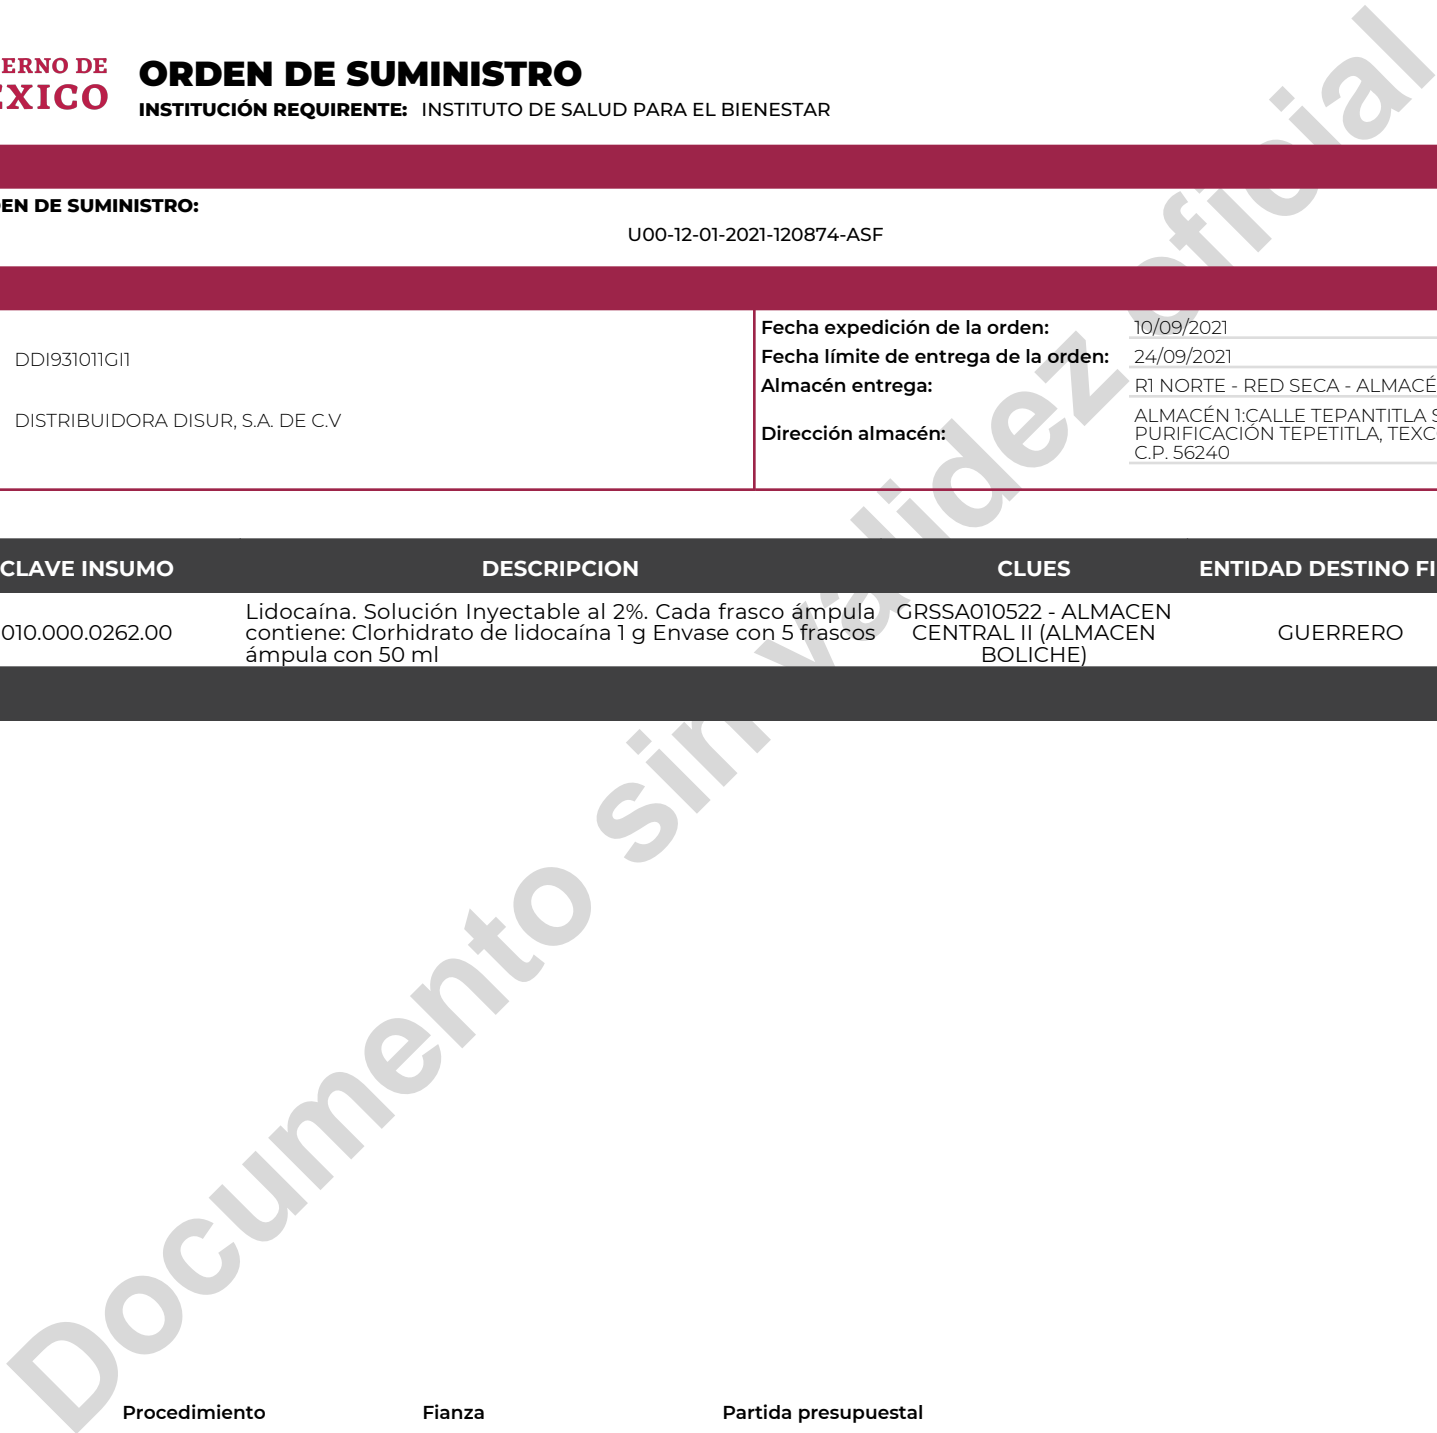 ERNO DE
EXICO
ORDEN DE SUMINISTRO
INSTITUCIÓN REQUIRENTE: INSTITUTO DE SALUD PARA EL BIENESTAR
EN DE SUMINISTRO:
U00-12-01-2021-120874-ASF
DDI931011GI1
DISTRIBUIDORA DISUR, S.A. DE C.V
Fecha expedición de la orden: 10/09/2021
Fecha límite de entrega de la orden: 24/09/2021
Almacén entrega: R1 NORTE - RED SECA - ALMACÉ
Dirección almacén:
ALMACÉN 1:CALLE TEPANTITLA S
PURIFICACIÓN TEPETITLA, TEXC
C.P. 56240
CLAVE INSUMO DESCRIPCION CLUES ENTIDAD DESTINO FI
010.000.0262.00
Lidocaína. Solución Inyectable al 2%. Cada frasco ámpula
contiene: Clorhidrato de lidocaína 1 g Envase con 5 frascos
ámpula con 50 ml
GRSSA010522 - ALMACEN
CENTRAL II (ALMACEN
BOLICHE)
GUERRERO
Documento sin validez oficial
Procedimiento Fianza Partida presupuestal